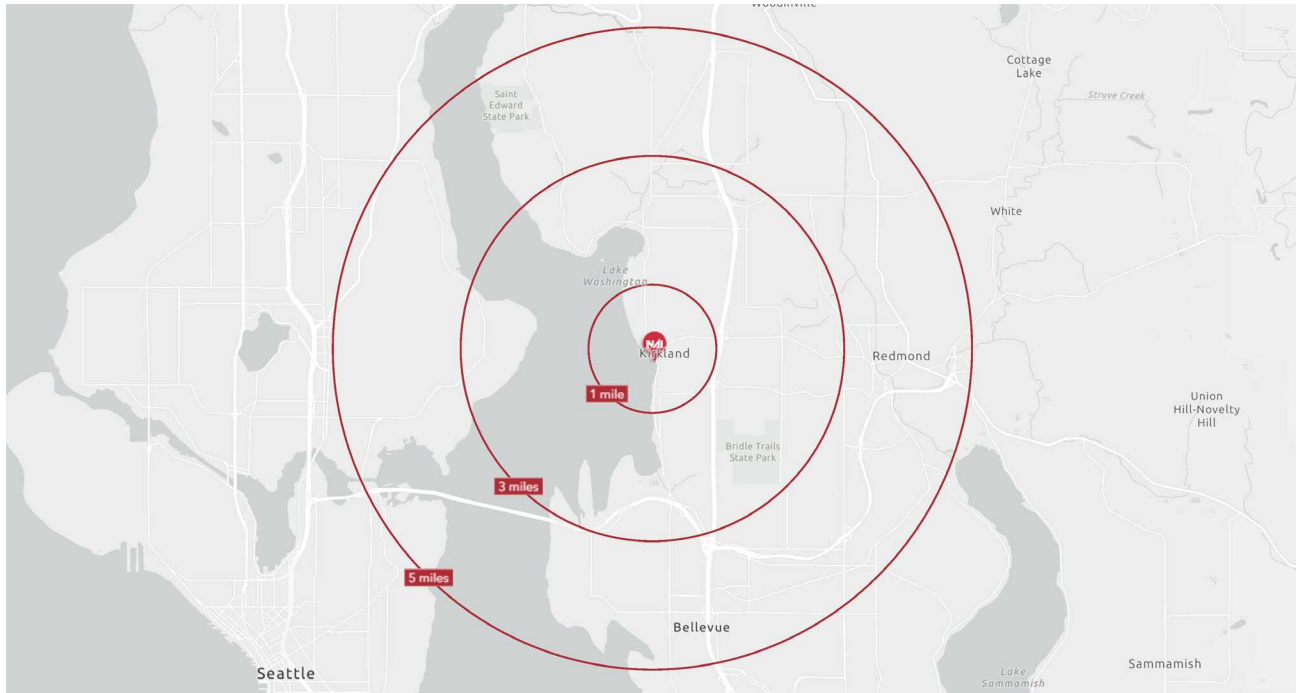 Woodinville
Cottage
Lake
Saint
Edward
State Park
Struve Creek
White
Lake
Washington
NAI
Kirkland
Redmond
1 mile
Union
Hill-Novelty
Hill
Bridle Trails
State Park
3 miles
5 miles
Bellevue
Seattle
Lake
Sammamish
Sammamish